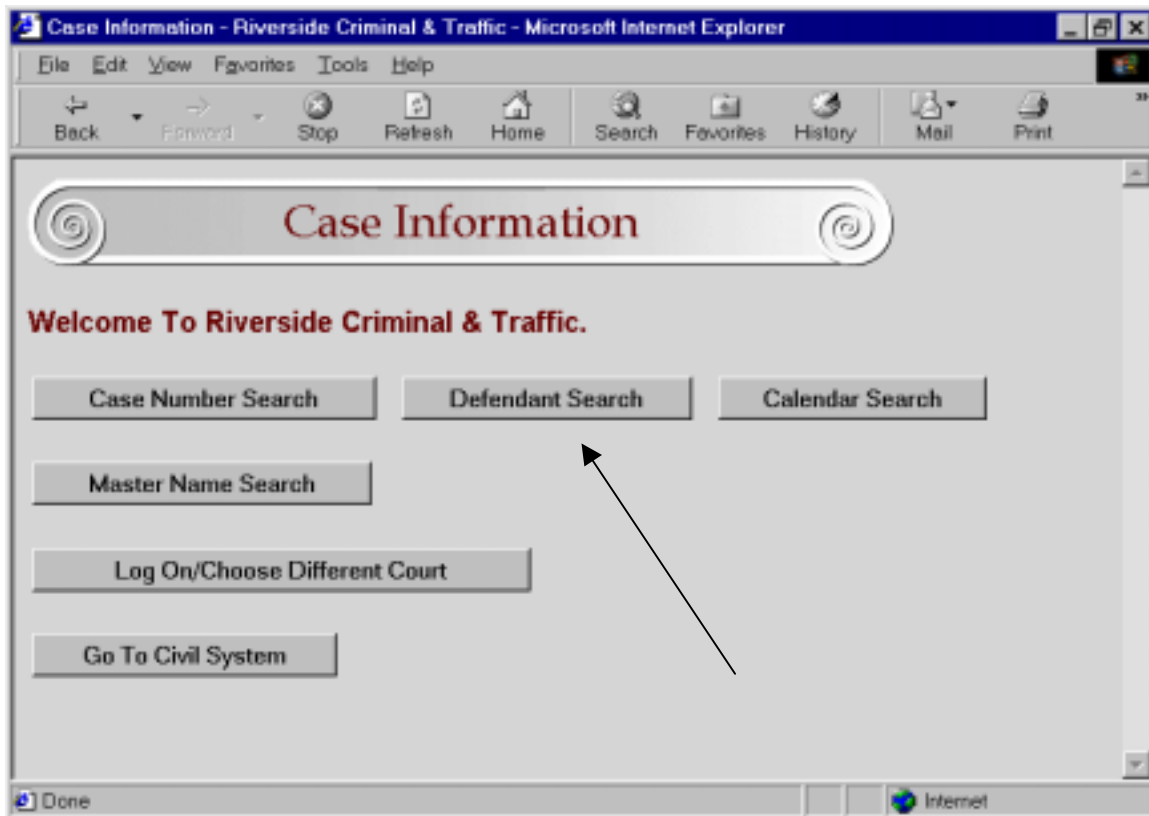 Case Information - Riverside Criminal & Traffic - Microsoft Internet Explorer
File Edit View Favorites Tools Help
Back Forward Stop Refresh Home Search Favorites History Mail Print
Case Information
Welcome To Riverside Criminal & Traffic.
Case Number Search Defendant Search Calendar Search
Master Name Search
Log On/Choose Different Court
Go To Civil System
Done Internet